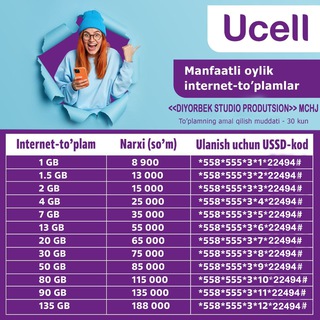 Ucell
Manfaatli oylik
internet-to'plamlar
<<DIYORBEK STUDIO PRODUTSION>> MCHJ
To'plamning amal qilish muddati - 30 kun
Internet-to'plam Narxi (so'm) Ulanish uchun USSD-kod
1 GB 8 900 *558*555*3*1*22494#
1.5 GB 13 000 *558*555*3*2*22494#
2 GB 15 000 *558*555*3*3*22494#
4 GB 25 000 *558*555*3*4*22494#
7 GB 35 000 *558*555*3*5*22494#
13 GB 55 000 *558*555*3*6*22494#
20 GB 65 000 *558*555*3*7*22494#
30 GB 75 000 *558*555*3*8*22494#
50 GB 85 000 *558*555*3*9*22494#
80 GB 115 000 *558*555*3*10*22494#
90 GB 135 000 *558*555*3*11*22494#
135 GB 188 000 *558*555*3*12*22494#